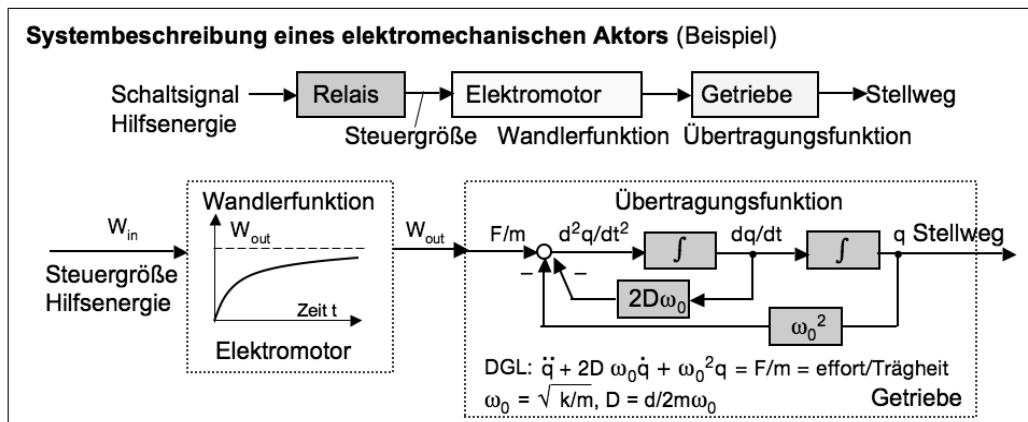 Systembeschreibung eines elektromechanischen Aktors (Beispiel)
Schaltsignal
Hilfsenergie
Relais
Elektromotor
Getriebe
Stellweg
Steuergröße
Wandlerfunktion
Übertragungsfunktion
Wandlerfunktion
W_in
Steuergröße
Hilfsenergie
W_out
Zeit t
Elektromotor
W_out
Übertragungsfunktion
F/m
d²q/dt²
∫
dq/dt
∫
q Stellweg
−
−
2Dω₀
ω₀²
DGL: q̈ + 2D ω₀q̇ + ω₀²q = F/m = effort/Trägheit
ω₀ = √k/m, D = d/2mω₀
Getriebe